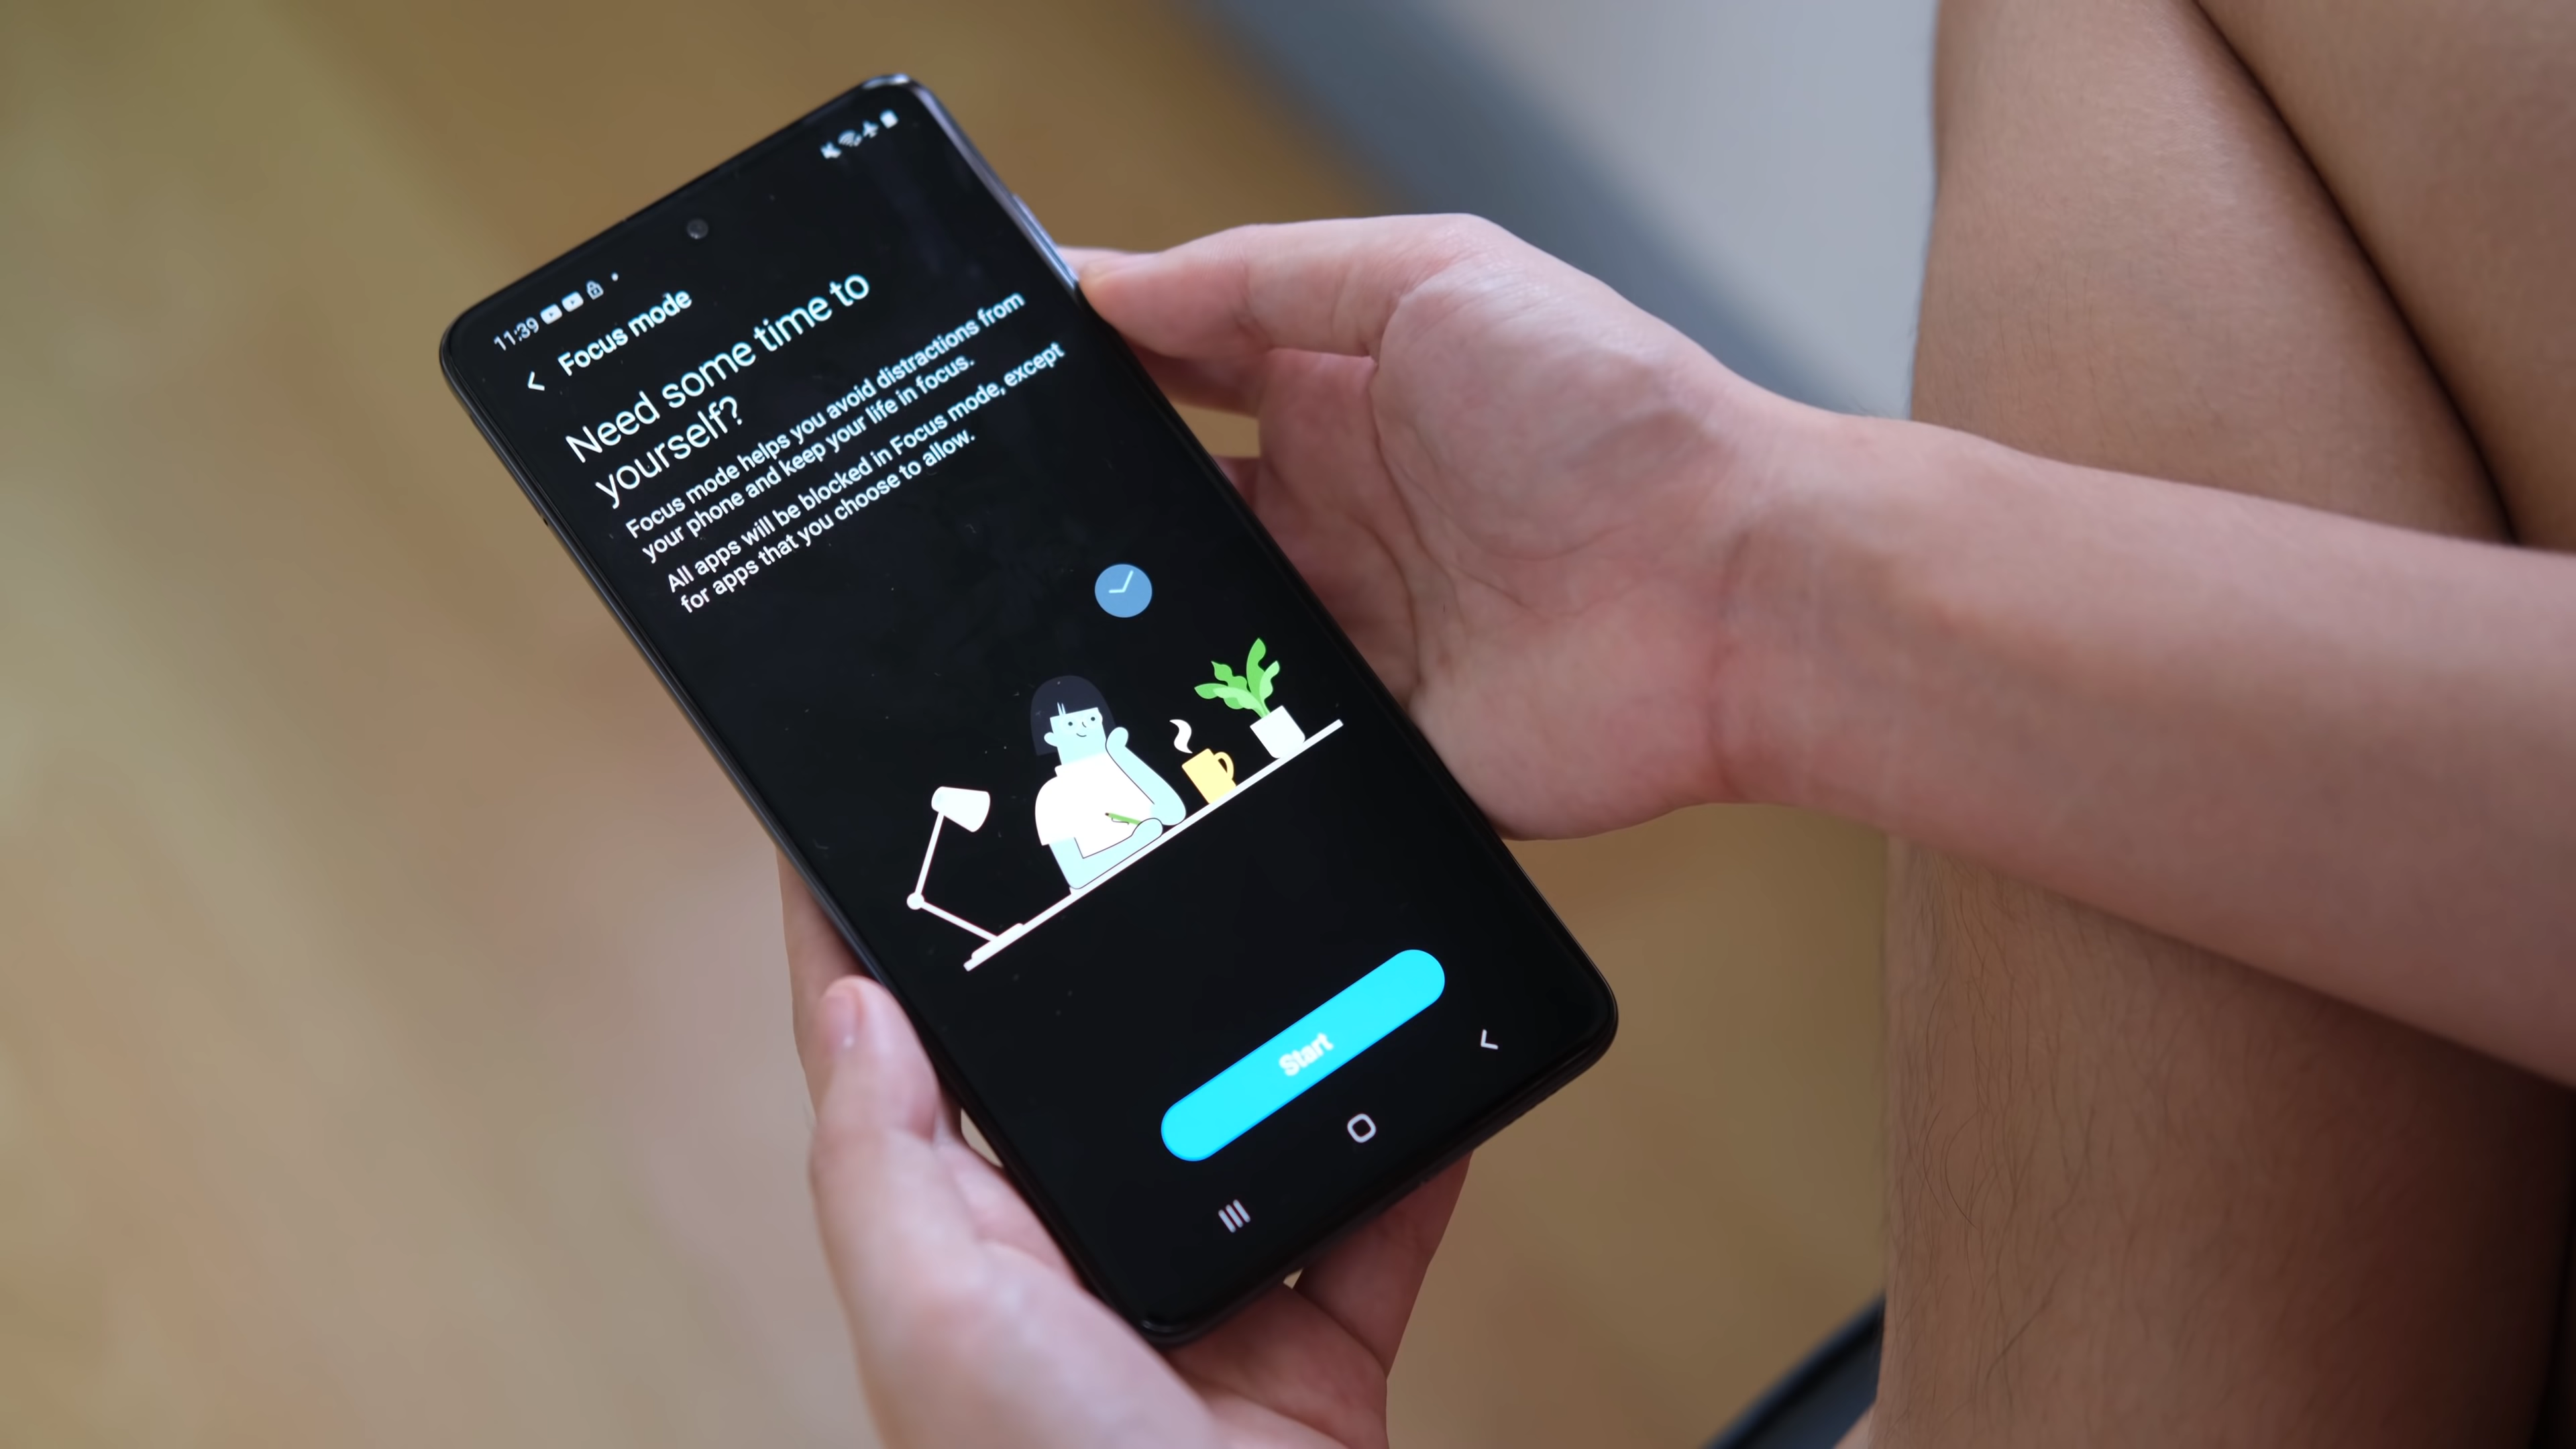 11:39
Focus mode
Need some time to
yourself?
Focus mode helps you avoid distractions from
your phone and keep your life in focus.
All apps will be blocked in Focus mode, except
for apps that you choose to allow.
Start